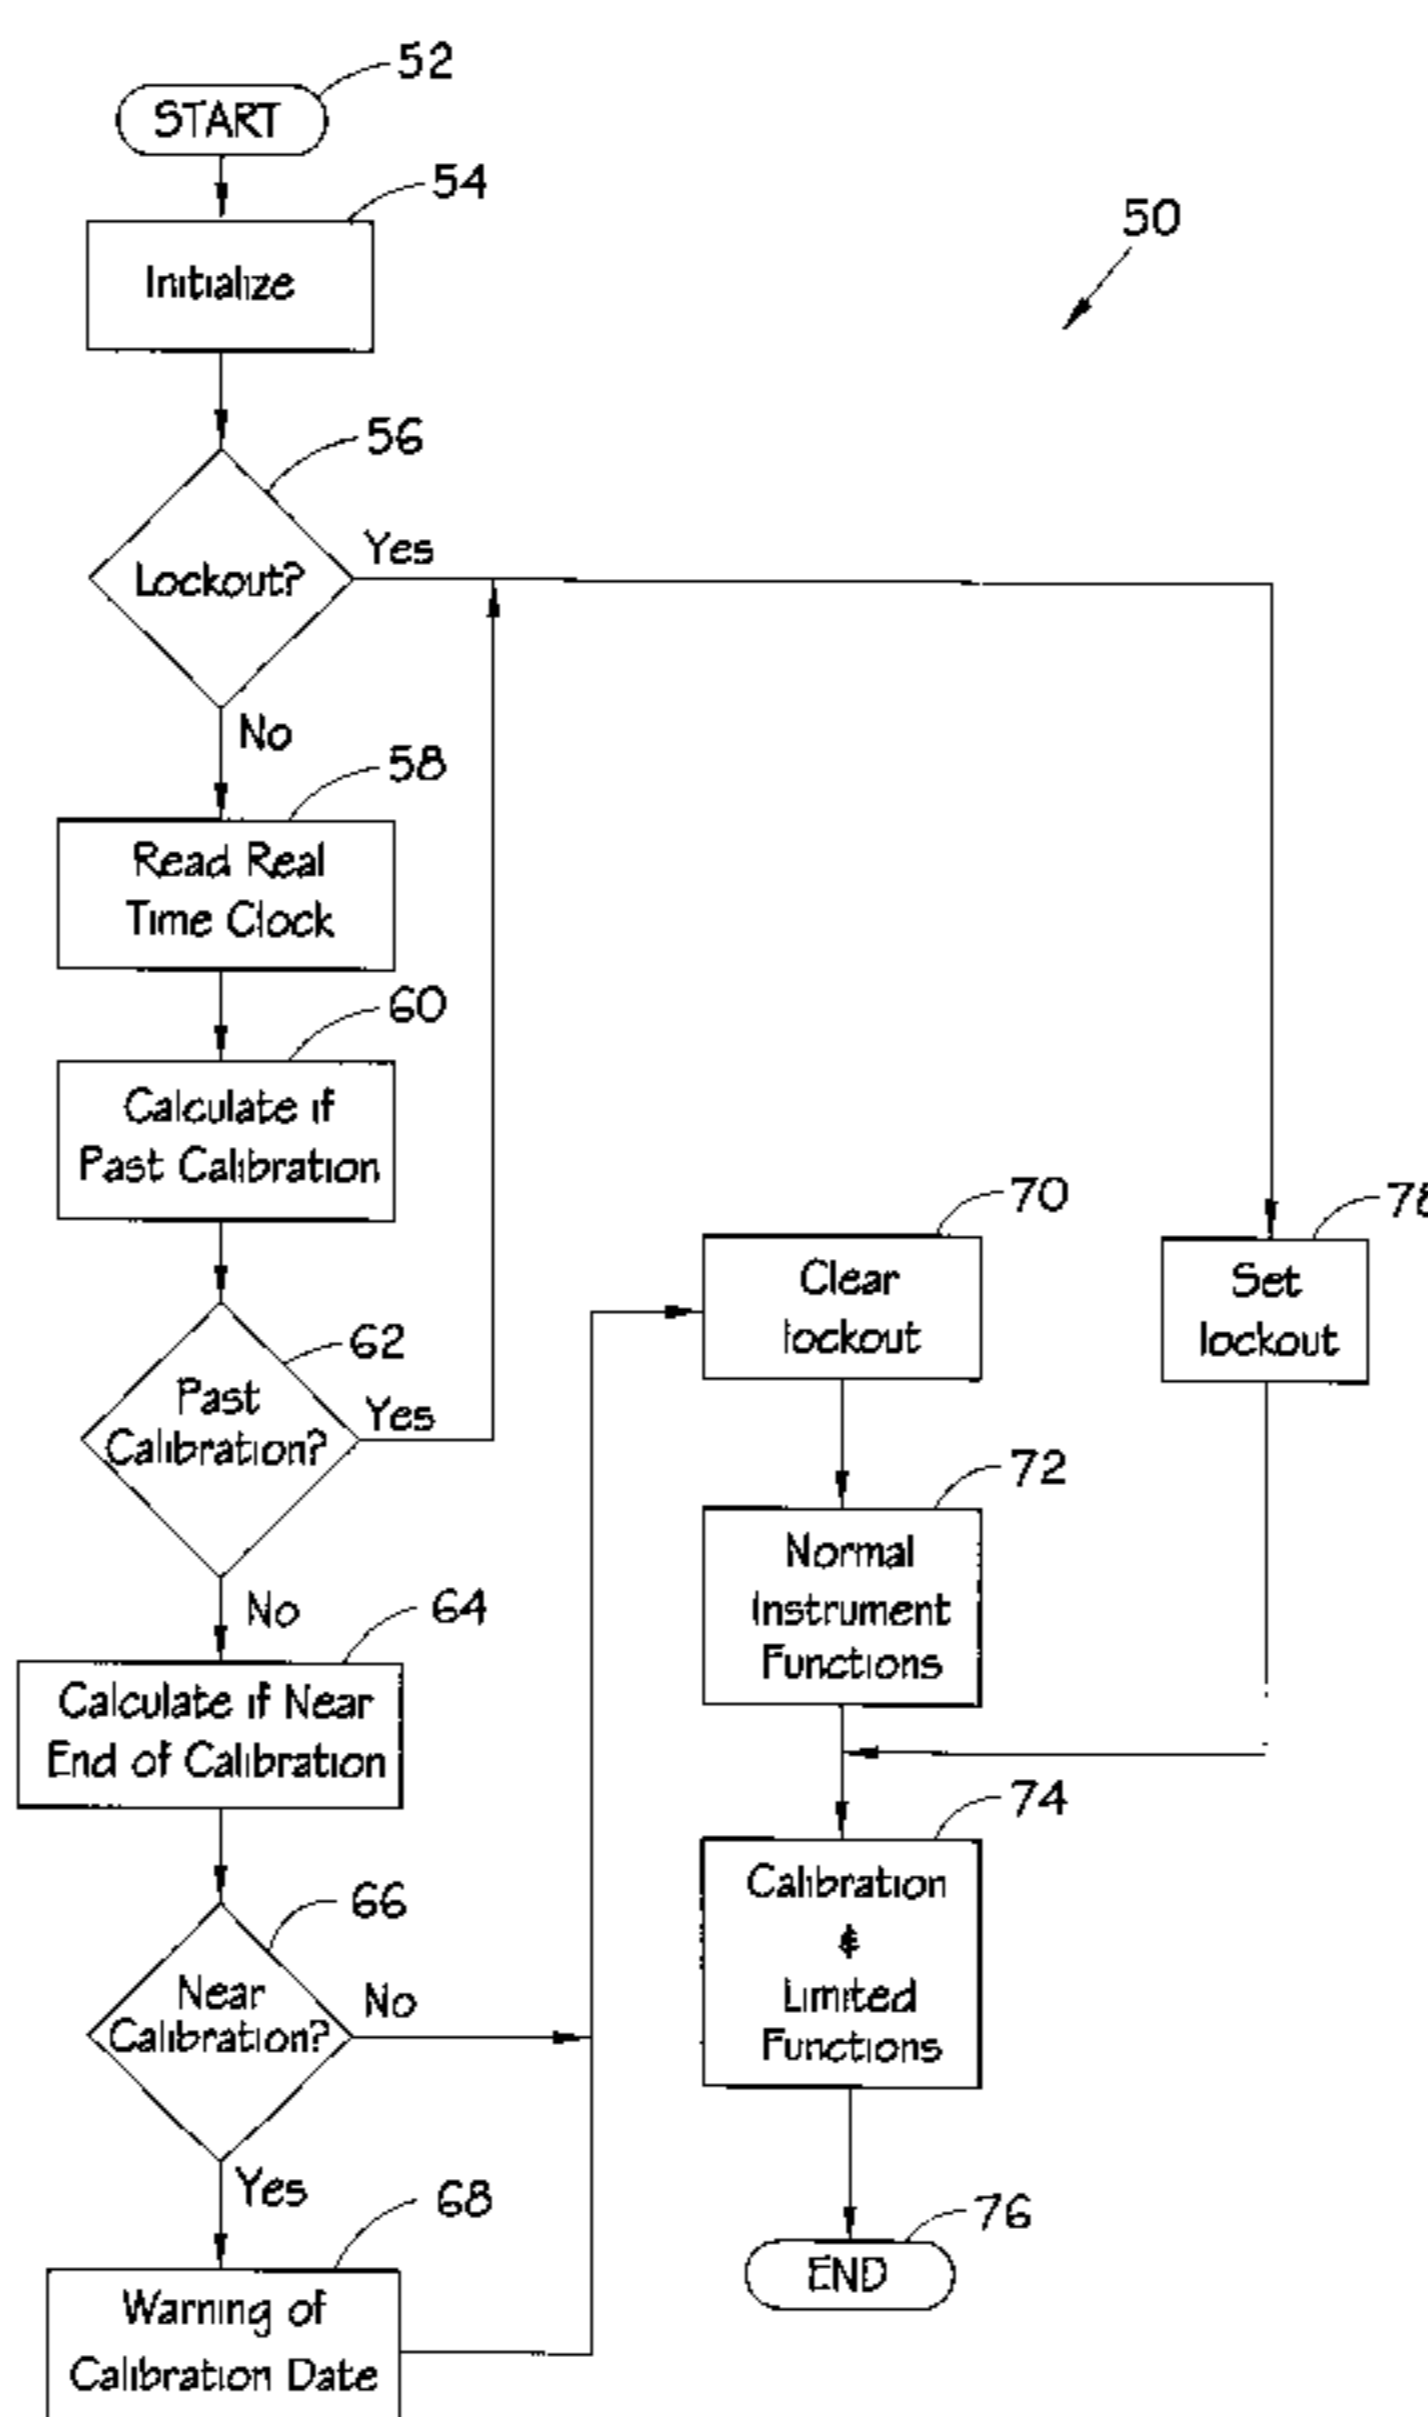 52
START
54
Initialize
50
56
Lockout?
Yes
No
58
Read Real
Time Clock
60
Calculate if
Past Calibration
62
Past
Calibration?
Yes
No
64
Calculate if Near
End of Calibration
66
Near
Calibration?
No
Yes
68
Warning of
Calibration Date
70
Clear
lockout
72
Normal
Instrument
Functions
74
Calibration
&
Limited
Functions
76
END
78
Set
lockout